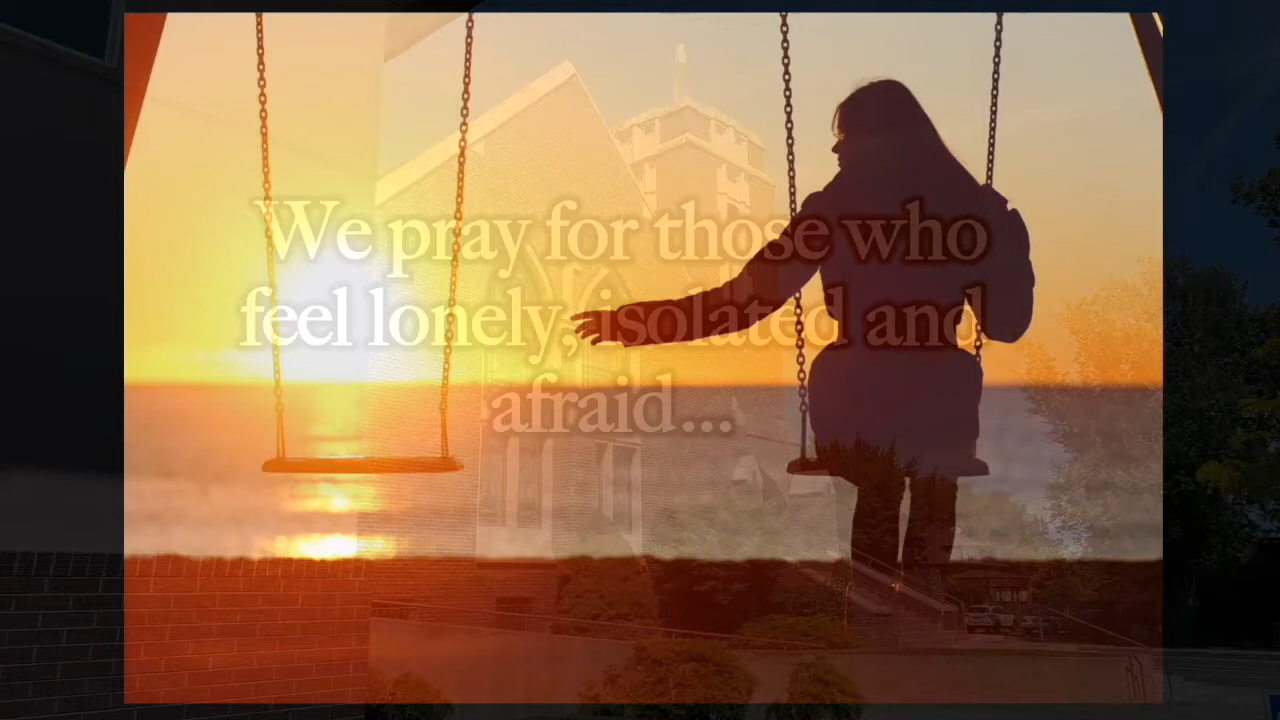 We pray for those who
feel lonely, isolated and
afraid...